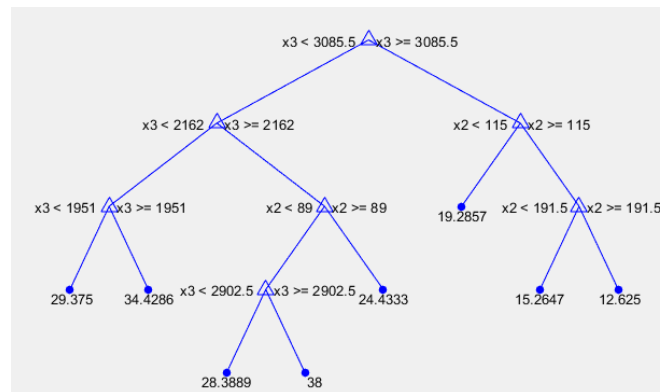 x3 < 3085.5 x3 >= 3085.5
x3 < 2162 x3 >= 2162
x2 < 115 x2 >= 115
x3 < 1951 x3 >= 1951
x2 < 89 x2 >= 89
19.2857
x2 < 191.5 x2 >= 191.5
29.375
34.4286
x3 < 2902.5 x3 >= 2902.5
24.4333
15.2647
12.625
28.3889
38